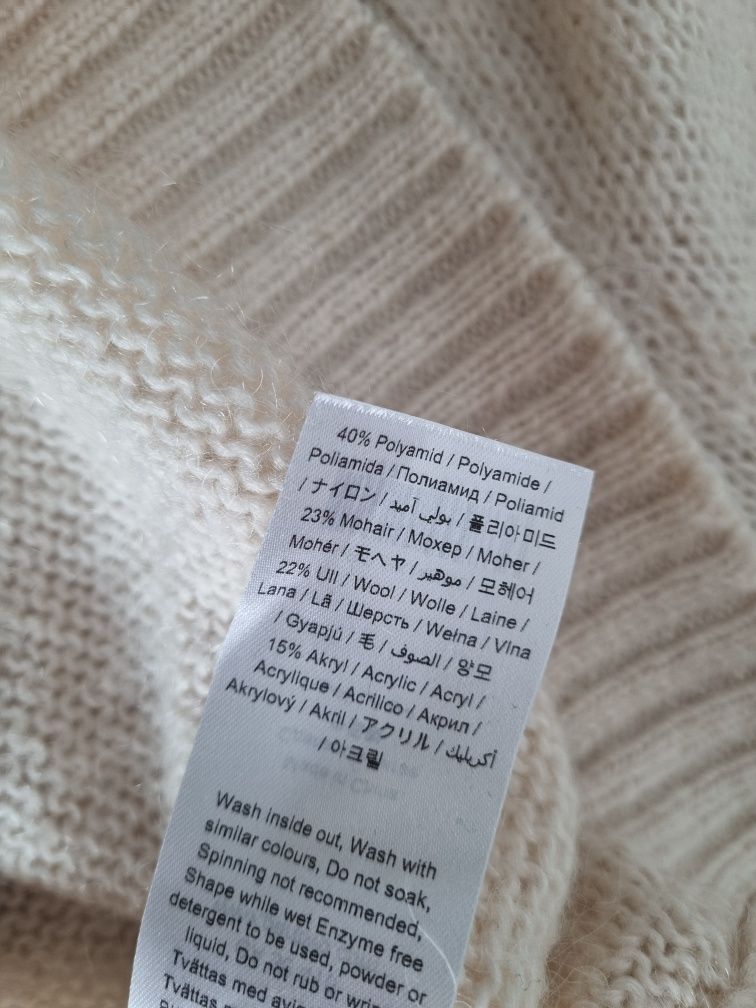 40% Polyamid / Polyamide /
Poliamida / Полиамид / Poliamid
/ ナイロン / بولي آميد / 폴리아미드
23% Mohair / Мохер / Moher /
Mohér / モヘヤ / موهير / 모헤어
22% Ull / Wool / Wolle / Laine /
Lana / Lã / Шерсть / Wełna / Vlna
/ Gyapjú / 毛 / الصوف / 양모
15% Akryl / Acrylic / Acryl /
Acrylique / Acrilico / Акрил /
Akrylový / Akril / アクリル / أكريليك
/ 아크릴
Wash inside out, Wash with
similar colours, Do not soak,
Spinning not recommended,
Shape while wet Enzyme free
detergent to be used, powder or
liquid, Do not rub or
Tvättas med
Tvättas